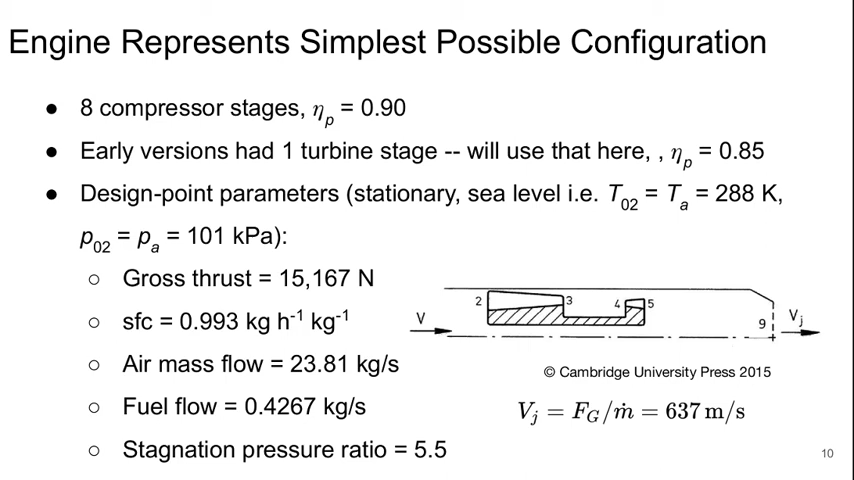 Engine Represents Simplest Possible Configuration
● 8 compressor stages, ηp = 0.90
● Early versions had 1 turbine stage -- will use that here, , ηp = 0.85
● Design-point parameters (stationary, sea level i.e. T02 = Ta = 288 K,
p02 = pa = 101 kPa):
○ Gross thrust = 15,167 N
○ sfc = 0.993 kg h-1 kg-1
○ Air mass flow = 23.81 kg/s
○ Fuel flow = 0.4267 kg/s
○ Stagnation pressure ratio = 5.5
V
2
3
4
5
9
Vj
© Cambridge University Press 2015
Vj = FG/ṁ = 637 m/s
10